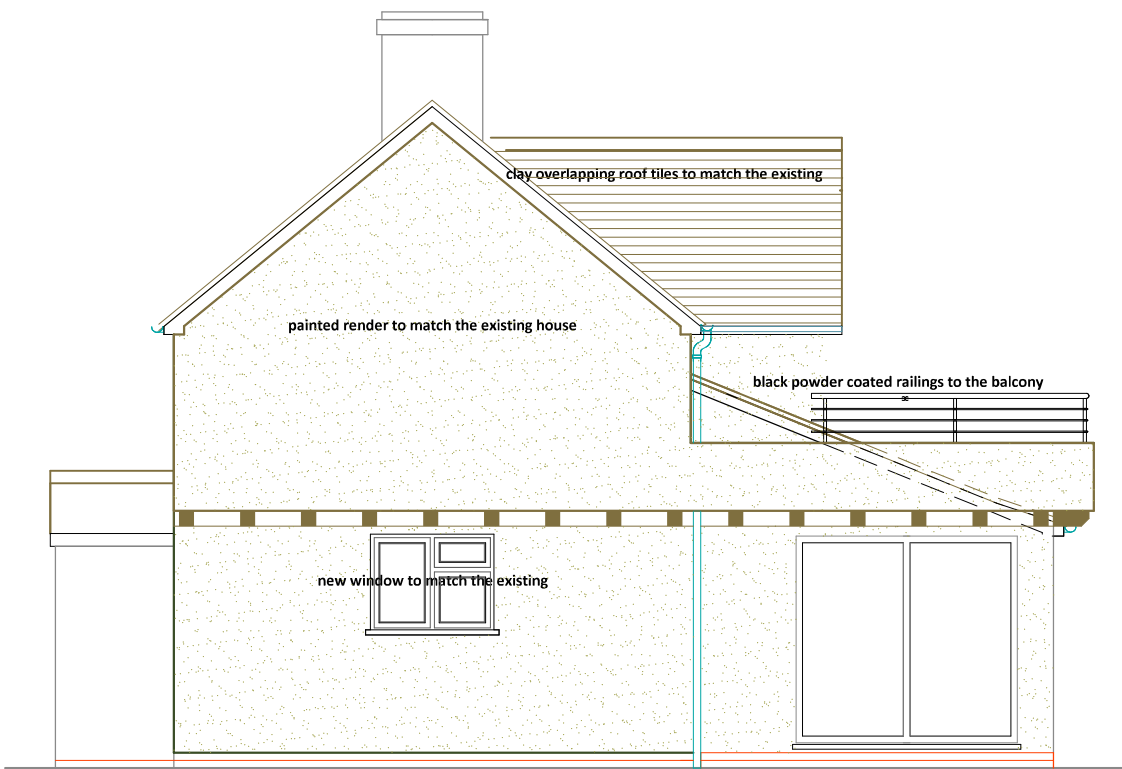 clay overlapping roof tiles to match the existing
painted render to match the existing house
black powder coated railings to the balcony
new window to match the existing